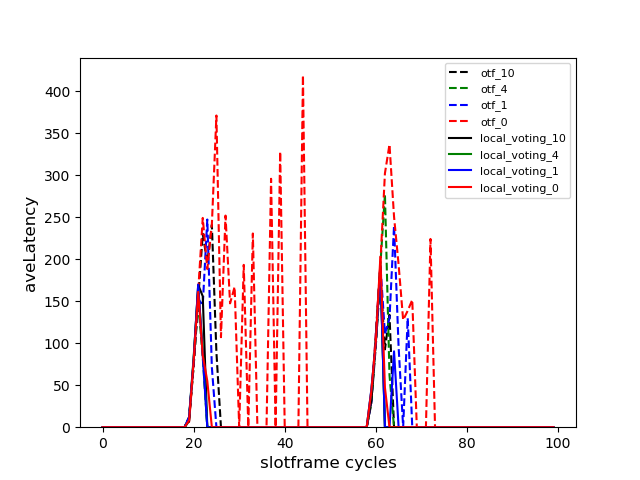 400
350
300
250
200
150
100
50
0
aveLatency
0 20 40 60 80 100
slotframe cycles
otf_10
otf_4
otf_1
otf_0
local_voting_10
local_voting_4
local_voting_1
local_voting_0